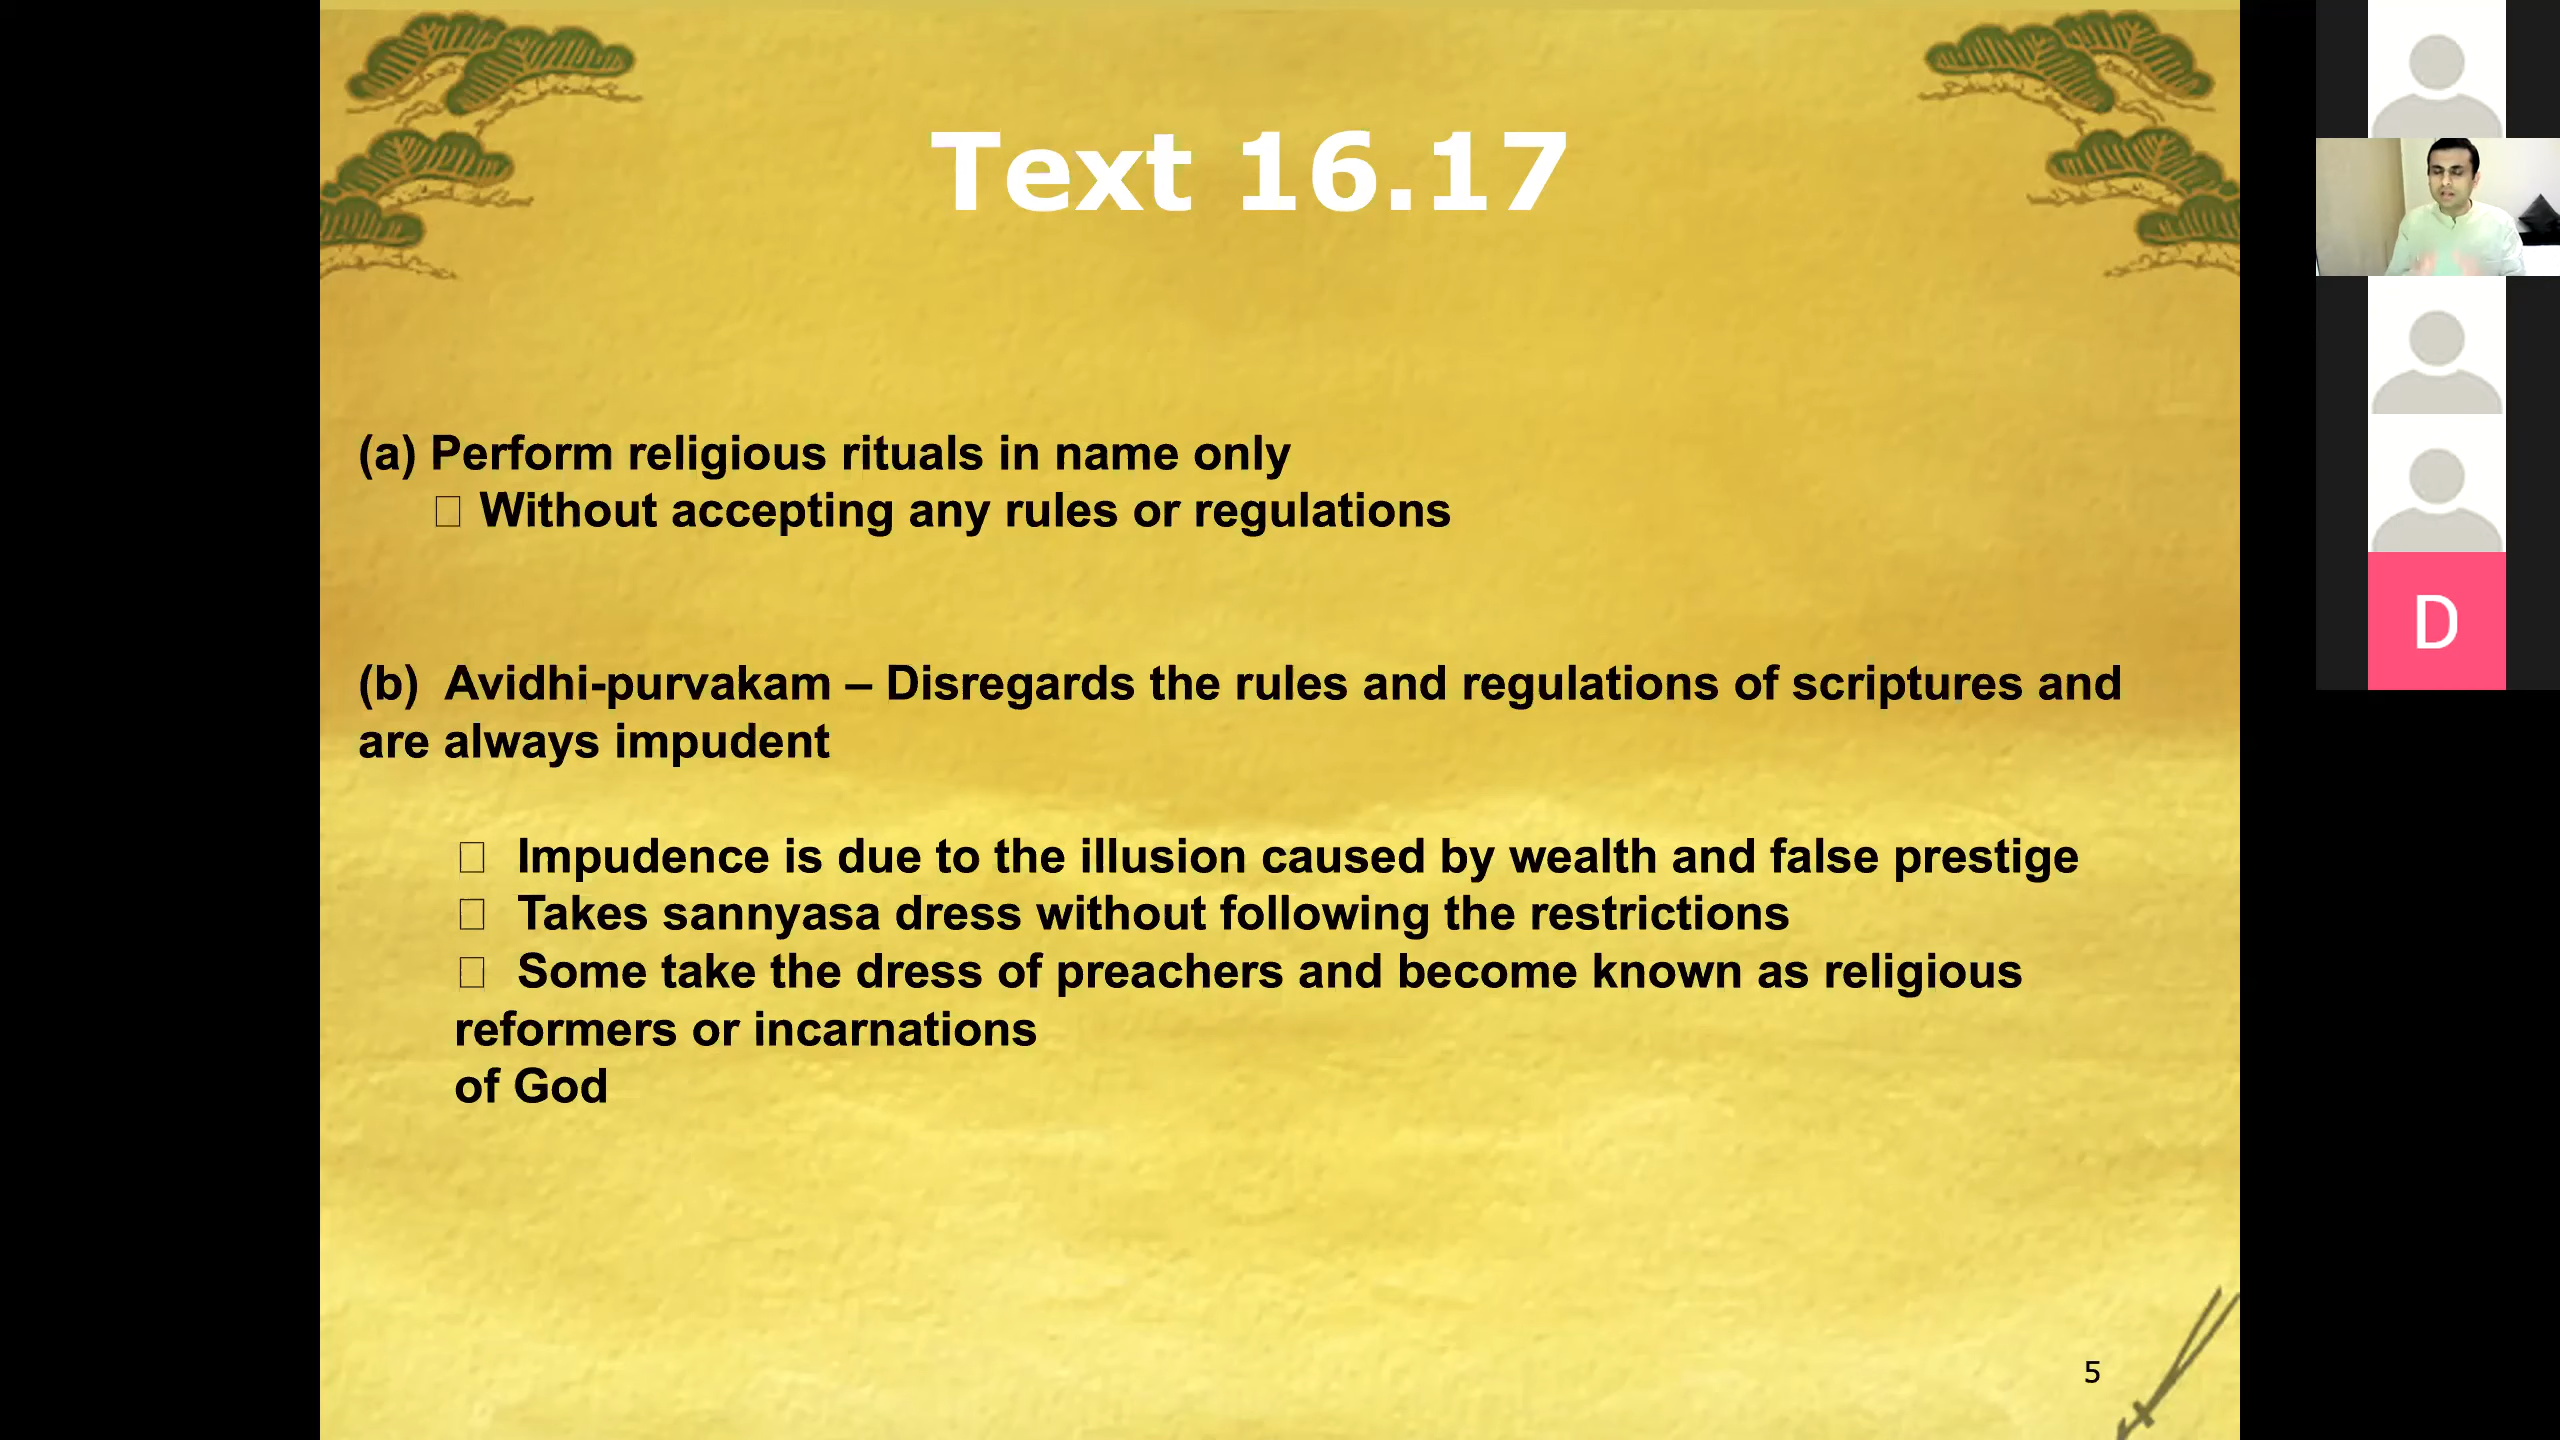 Text 16.17
(a) Perform religious rituals in name only
□ Without accepting any rules or regulations
(b) Avidhi-purvakam – Disregards the rules and regulations of scriptures and
are always impudent
□ Impudence is due to the illusion caused by wealth and false prestige
□ Takes sannyasa dress without following the restrictions
□ Some take the dress of preachers and become known as religious
reformers or incarnations
of God
5
D